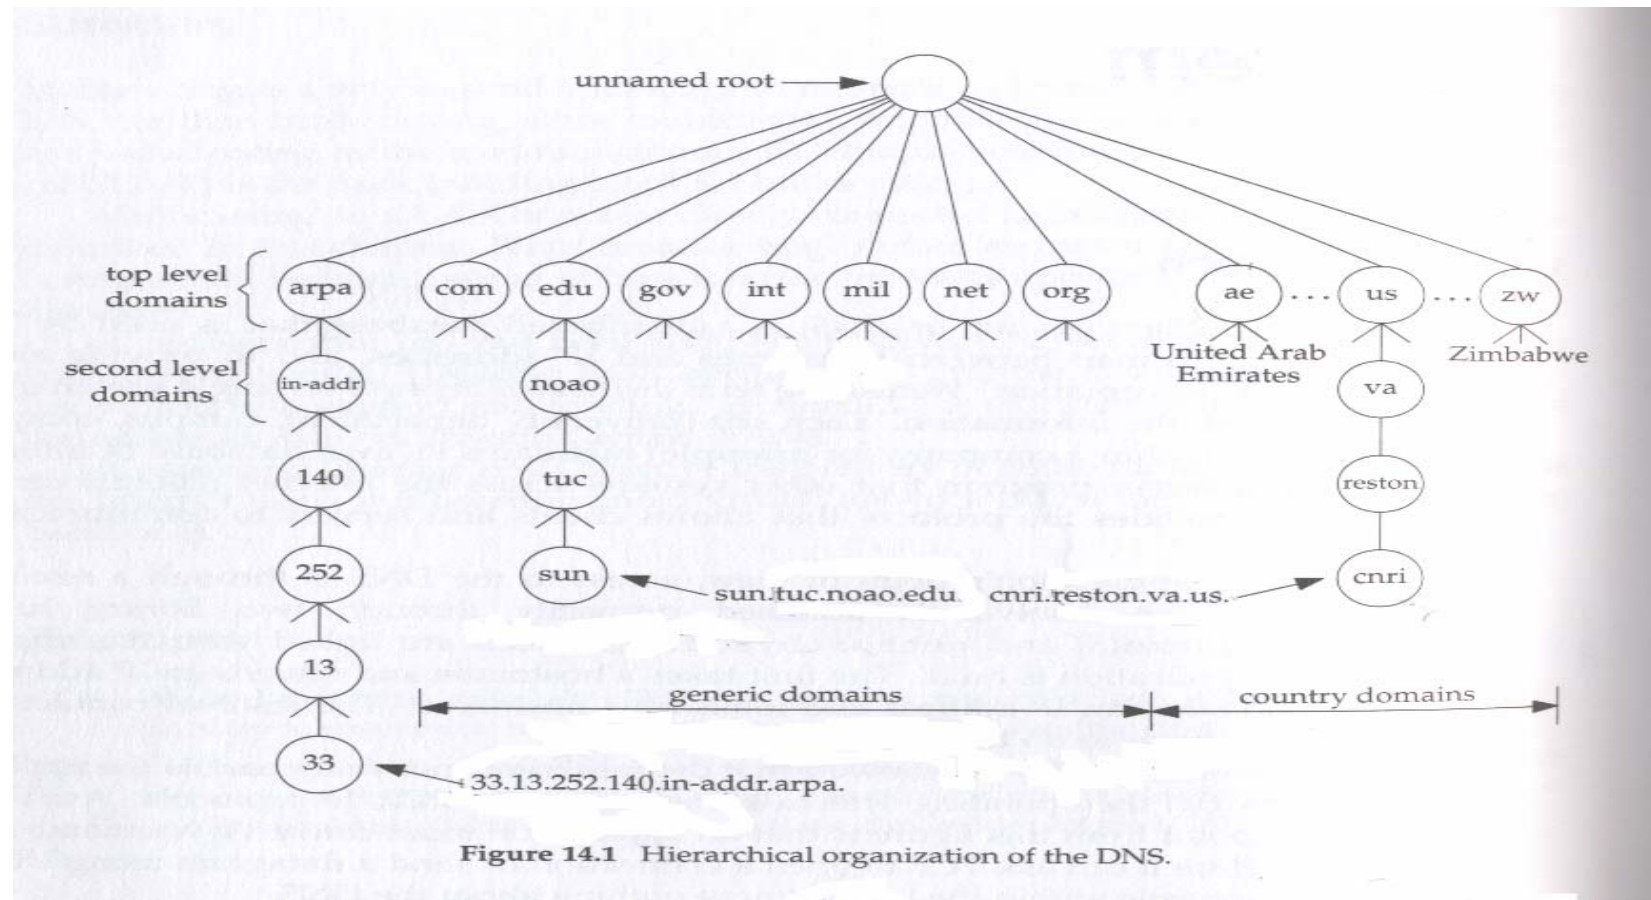 unnamed root
top level
domains
arpa com edu gov int mil net org ae ... us ... zw
second level
domains
in-addr noao
United Arab
Emirates
va
Zimbabwe
140 tuc reston
252 sun cnri
sun.tuc.noao.edu. cnri.reston.va.us.
13
generic domains country domains
33
33.13.252.140.in-addr.arpa.
Figure 14.1 Hierarchical organization of the DNS.